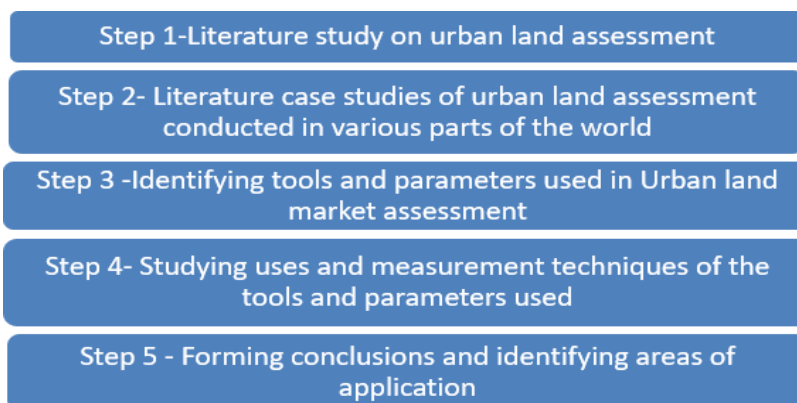 Step 1-Literature study on urban land assessment
Step 2- Literature case studies of urban land assessment
conducted in various parts of the world
Step 3 -Identifying tools and parameters used in Urban land
market assessment
Step 4- Studying uses and measurement techniques of the
tools and parameters used
Step 5 - Forming conclusions and identifying areas of
application